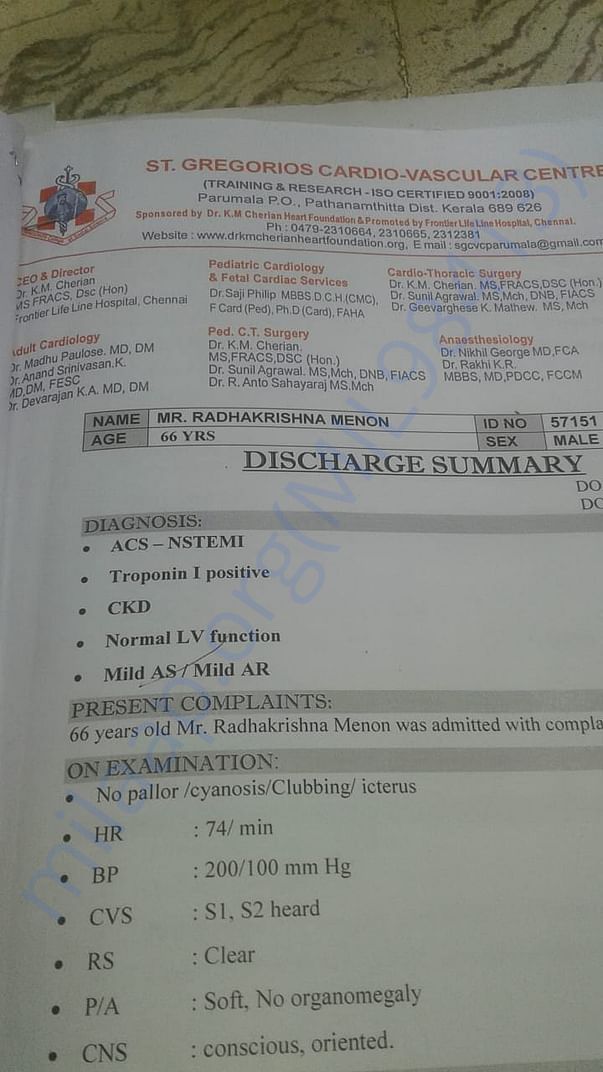 ST. GREGORIOS CARDIO-VASCULAR CENTRE
(TRAINING & RESEARCH - ISO CERTIFIED 9001:2008)
Parumala P.O., Pathanamthitta Dist. Kerala 689 626
Sponsored by Dr. K.M Cherian Heart Foundation & Promoted by Frontier Life Line Hospital, Chennai.
Ph : 0479-2310664, 2310665, 2312381
Website : www.drkmcherianheartfoundation.org, E mail : sgcvcparumala@gmail.com
CEO & Director
Dr. K.M. Cherian
MS FRACS, Dsc (Hon)
Frontier Life Line Hospital, Chennai
Adult Cardiology
Dr. Madhu Paulose. MD, DM
Dr. Anand Srinivasan.K.
MD,DM, FESC
Dr. Devarajan K.A. MD, DM
Pediatric Cardiology
& Fetal Cardiac Services
Dr.Saji Philip MBBS D.C.H.(CMC),
F Card (Ped), Ph.D (Card), FAHA
Ped. C.T. Surgery
Dr. K.M. Cherian,
MS,FRACS,DSC (Hon.)
Dr. Sunil Agrawal. MS,Mch, DNB, FIACS
Dr. R. Anto Sahayaraj MS.Mch
Cardio-Thoracic Surgery
Dr. K.M. Cherian. MS,FRACS,DSC (Hon.)
Dr. Sunil Agrawal. MS,Mch, DNB, FIACS
Dr. Geevarghese K. Mathew. MS, Mch
Anaesthesiology
Dr. Nikhil George MD,FCA
Dr. Rakhi K.R.
MBBS, MD,PDCC, FCCM
NAME MR. RADHAKRISHNA MENON ID NO 57151
AGE 66 YRS SEX MALE
DISCHARGE SUMMARY
DO
DIAGNOSIS:
• ACS – NSTEMI
• Troponin I positive
• CKD
• Normal LV function
• Mild AS / Mild AR
PRESENT COMPLAINTS:
66 years old Mr. Radhakrishna Menon was admitted with compla
ON EXAMINATION:
• No pallor /cyanosis/Clubbing/ icterus
• HR : 74/ min
• BP : 200/100 mm Hg
• CVS : S1, S2 heard
• RS : Clear
• P/A : Soft, No organomegaly
• CNS : conscious, oriented.